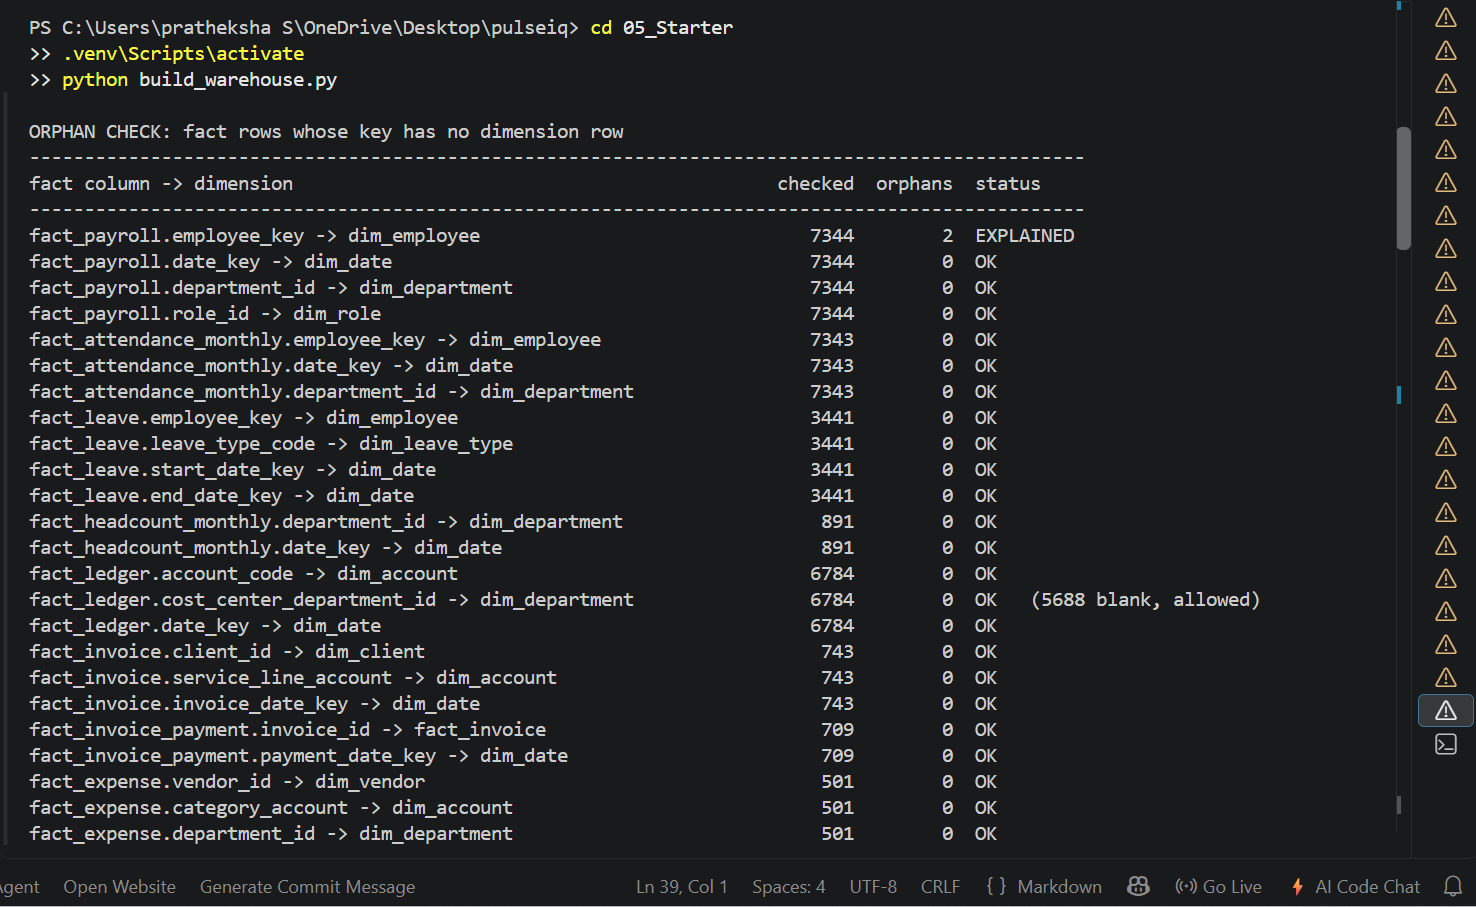 PS C:\Users\pratheksha S\OneDrive\Desktop\pulseiq> cd 05_Starter
>> .venv\Scripts\activate
>> python build_warehouse.py
ORPHAN CHECK: fact rows whose key has no dimension row
------------------------------------------------------------------------------------------------
fact column -> dimension checked orphans status
------------------------------------------------------------------------------------------------
fact_payroll.employee_key -> dim_employee 7344 2 EXPLAINED
fact_payroll.date_key -> dim_date 7344 0 OK
fact_payroll.department_id -> dim_department 7344 0 OK
fact_payroll.role_id -> dim_role 7344 0 OK
fact_attendance_monthly.employee_key -> dim_employee 7343 0 OK
fact_attendance_monthly.date_key -> dim_date 7343 0 OK
fact_attendance_monthly.department_id -> dim_department 7343 0 OK
fact_leave.employee_key -> dim_employee 3441 0 OK
fact_leave.leave_type_code -> dim_leave_type 3441 0 OK
fact_leave.start_date_key -> dim_date 3441 0 OK
fact_leave.end_date_key -> dim_date 3441 0 OK
fact_headcount_monthly.department_id -> dim_department 891 0 OK
fact_headcount_monthly.date_key -> dim_date 891 0 OK
fact_ledger.account_code -> dim_account 6784 0 OK
fact_ledger.cost_center_department_id -> dim_department 6784 0 OK (5688 blank, allowed)
fact_ledger.date_key -> dim_date 6784 0 OK
fact_invoice.client_id -> dim_client 743 0 OK
fact_invoice.service_line_account -> dim_account 743 0 OK
fact_invoice.invoice_date_key -> dim_date 743 0 OK
fact_invoice_payment.invoice_id -> fact_invoice 709 0 OK
fact_invoice_payment.payment_date_key -> dim_date 709 0 OK
fact_expense.vendor_id -> dim_vendor 501 0 OK
fact_expense.category_account -> dim_account 501 0 OK
fact_expense.department_id -> dim_department 501 0 OK
gent Open Website Generate Commit Message Ln 39, Col 1 Spaces: 4 UTF-8 CRLF { } Markdown Go Live AI Code Chat